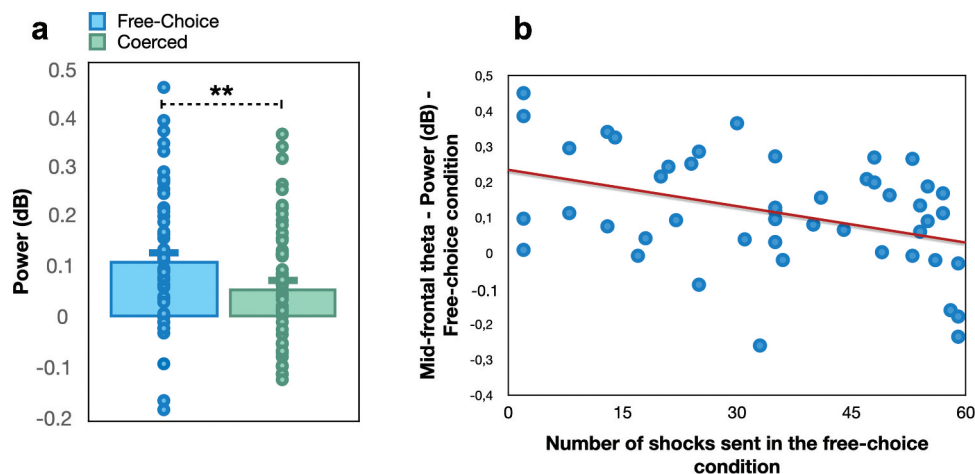 a
Free-Choice
Coerced
0.5
0.4
0.3
0.2
0.1
0
-0.1
-0.2
Power (dB)
**
b
Mid-frontal theta - Power (dB) -
Free-choice condition
0,5
0,4
0,3
0,2
0,1
0
-0.1
-0,2
-0,3
-0,4
0
15
30
45
60
Number of shocks sent in the free-choice
condition